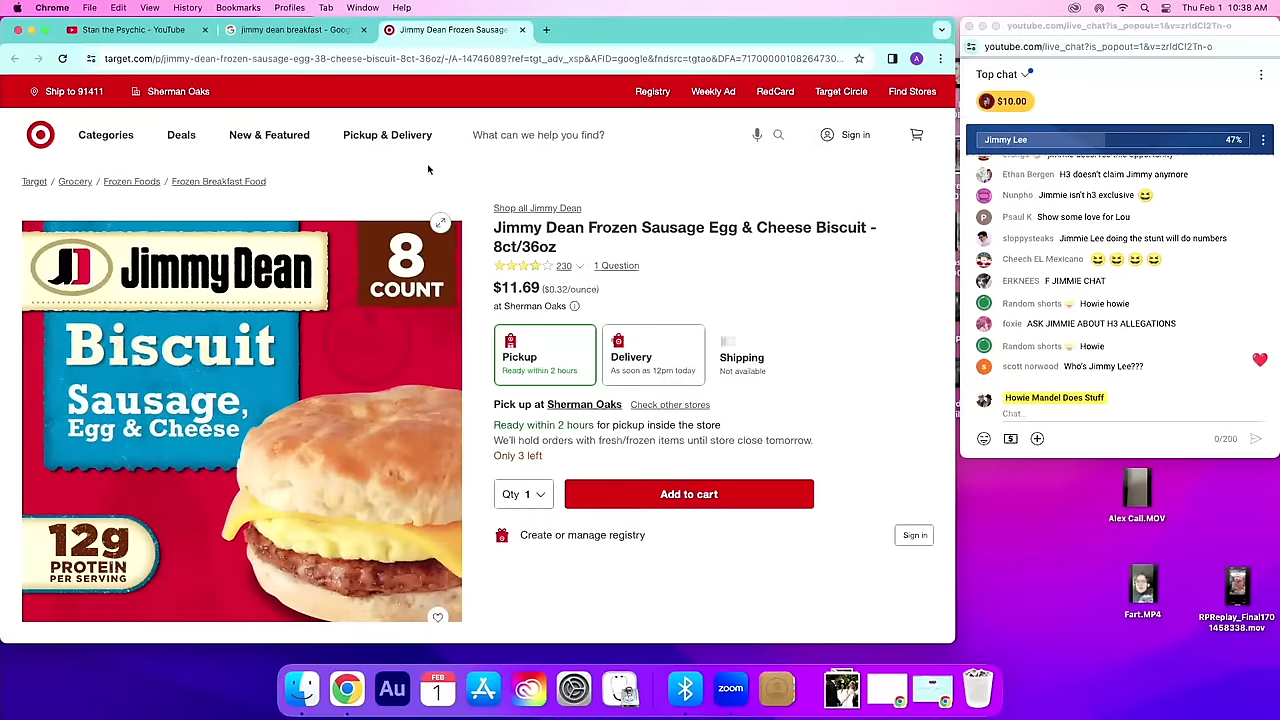 Chrome File Edit View History Bookmarks Profiles Tab Window Help
Thu Feb 1 10:38 AM
Stan the Psychic - YouTube
jimmy dean breakfast - Goog
Jimmy Dean Frozen Sausage
target.com/p/jimmy-dean-frozen-sausage-egg-38-cheese-biscuit-8ct-36oz/-/A-14746089?ref=tgt_adv_xsp&AFID=google&fndsrc=tgtao&DFA=71700000108264730...
A
Ship to 91411
Sherman Oaks
Registry
Weekly Ad
RedCard
Target Circle
Find Stores
Categories
Deals
New & Featured
Pickup & Delivery
What can we help you find?
Sign in
Target / Grocery / Frozen Foods / Frozen Breakfast Food
JD Jimmy Dean
8
COUNT
Biscuit
Sausage,
Egg & Cheese
12g
PROTEIN
PER SERVING
Shop all Jimmy Dean
Jimmy Dean Frozen Sausage Egg & Cheese Biscuit -
8ct/36oz
230
1 Question
$11.69 ($0.32/ounce)
at Sherman Oaks
Pickup
Ready within 2 hours
Delivery
As soon as 12pm today
Shipping
Not available
Pick up at Sherman Oaks Check other stores
Ready within 2 hours for pickup inside the store
We'll hold orders with fresh/frozen items until store close tomorrow.
Only 3 left
Qty 1
Add to cart
Create or manage registry
Sign in
youtube.com/live_chat?is_popout=1&v=zrIdCI2Tn-o
youtube.com/live_chat?is_popout=1&v=zrIdCI2Tn-o
Top chat
$10.00
Jimmy Lee 47%
Ethan Bergen H3 doesn't claim Jimmy anymore
Nunpho Jimmie isn't h3 exclusive
P
Psaul K Show some love for Lou
sloppysteaks Jimmie Lee doing the stunt will do numbers
Cheech EL Mexicano
ERKNEES F JIMMIE CHAT
Random shorts Howie howie
foxie ASK JIMMIE ABOUT H3 ALLEGATIONS
Random shorts Howie
s
scott norwood Who's Jimmy Lee???
Howie Mandel Does Stuff
Chat...
0/200
Alex Call.MOV
Fart.MP4
RPReplay_Final170
1458338.mov
Au
FEB
1
zoom